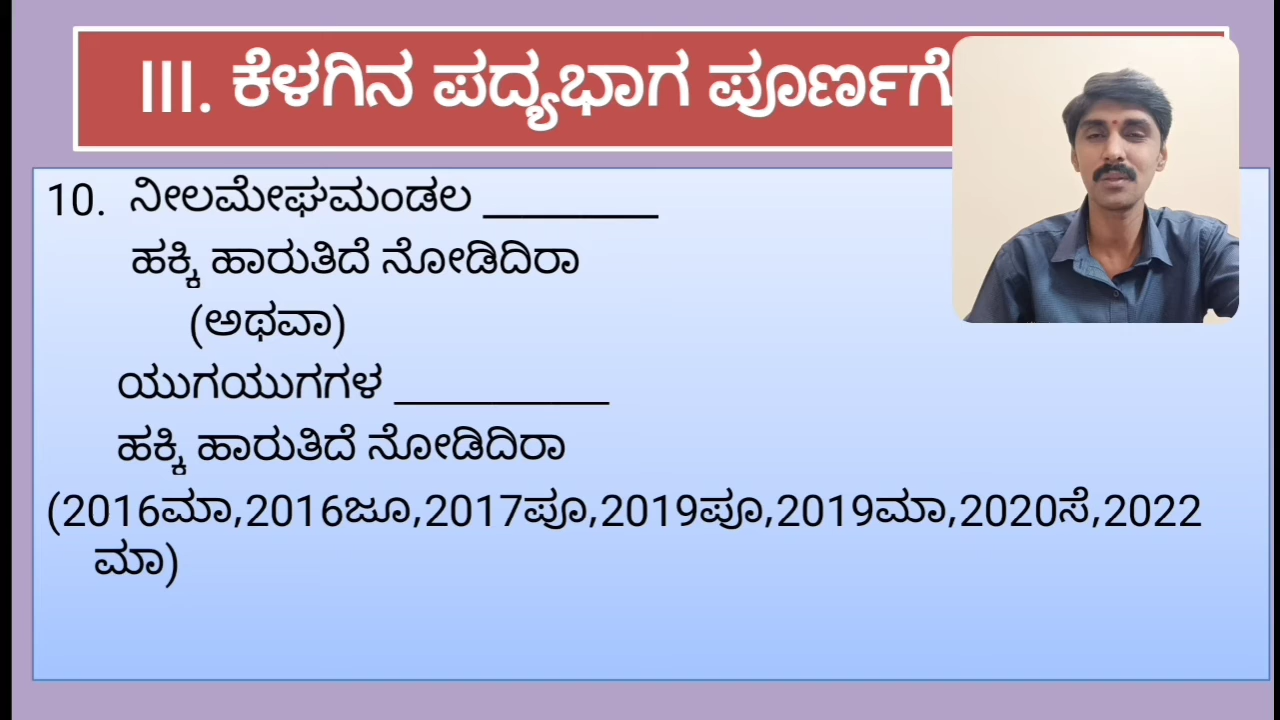 III. ಕೆಳಗಿನ ಪದ್ಯಭಾಗ ಪೂರ್ಣಗೆ
10. ನೀಲಮೇಘಮಂಡಲ ________
ಹಕ್ಕಿ ಹಾರುತಿದೆ ನೋಡಿದಿರಾ
(ಅಥವಾ)
ಯುಗಯುಗಗಳ __________
ಹಕ್ಕಿ ಹಾರುತಿದೆ ನೋಡಿದಿರಾ
(2016ಮಾ,2016ಜೂ,2017ಪೂ,2019ಪೂ,2019ಮಾ,2020ಸೆ,2022
ಮಾ)